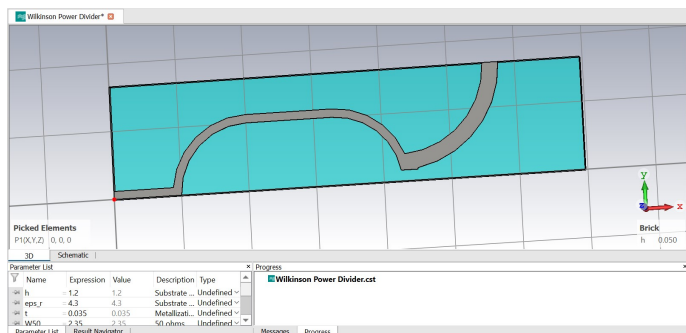 Wilkinson Power Divider*
y
x
z
Picked Elements
P1(X,Y,Z) 0, 0, 0
Brick
h 0.050
3D Schematic
Parameter List ×
Name Expression Value Description Type
h = 1.2 1.2 Substrate ... Undefined
eps_r = 4.3 4.3 Substrate ... Undefined
t = 0.035 0.035 Metallizati... Undefined
W50 = 2.35 2.35 50 ohms Undefined
Parameter List Result Navigator
Progress ×
Wilkinson Power Divider.cst
Messages Progress